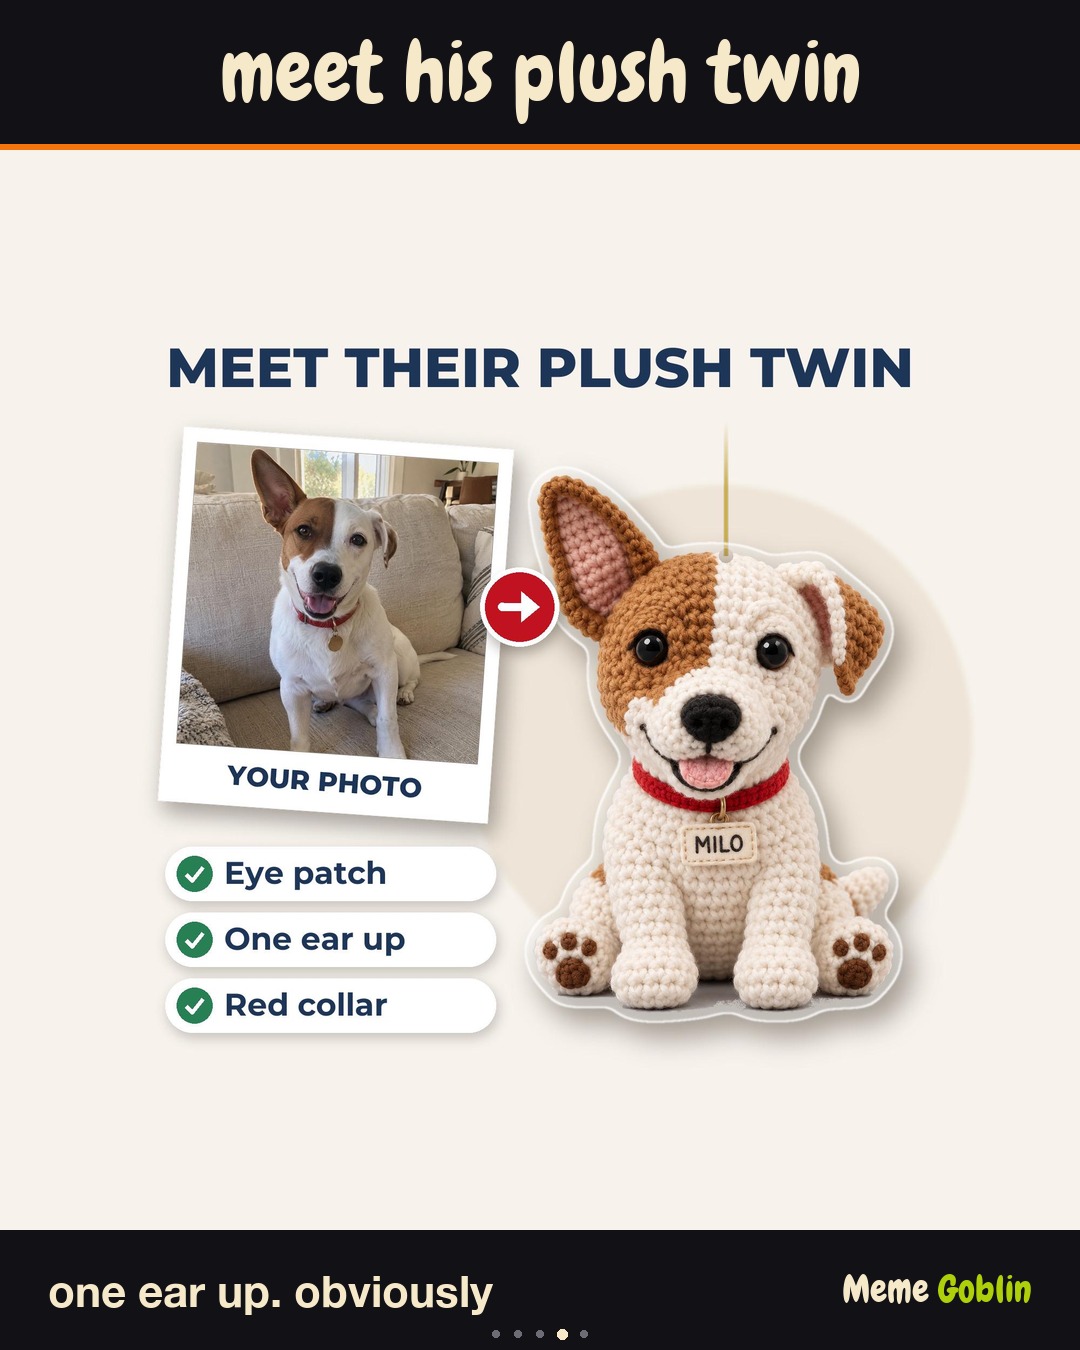 meet his plush twin
MEET THEIR PLUSH TWIN
YOUR PHOTO
MILO
Eye patch
One ear up
Red collar
one ear up. obviously
Meme Goblin